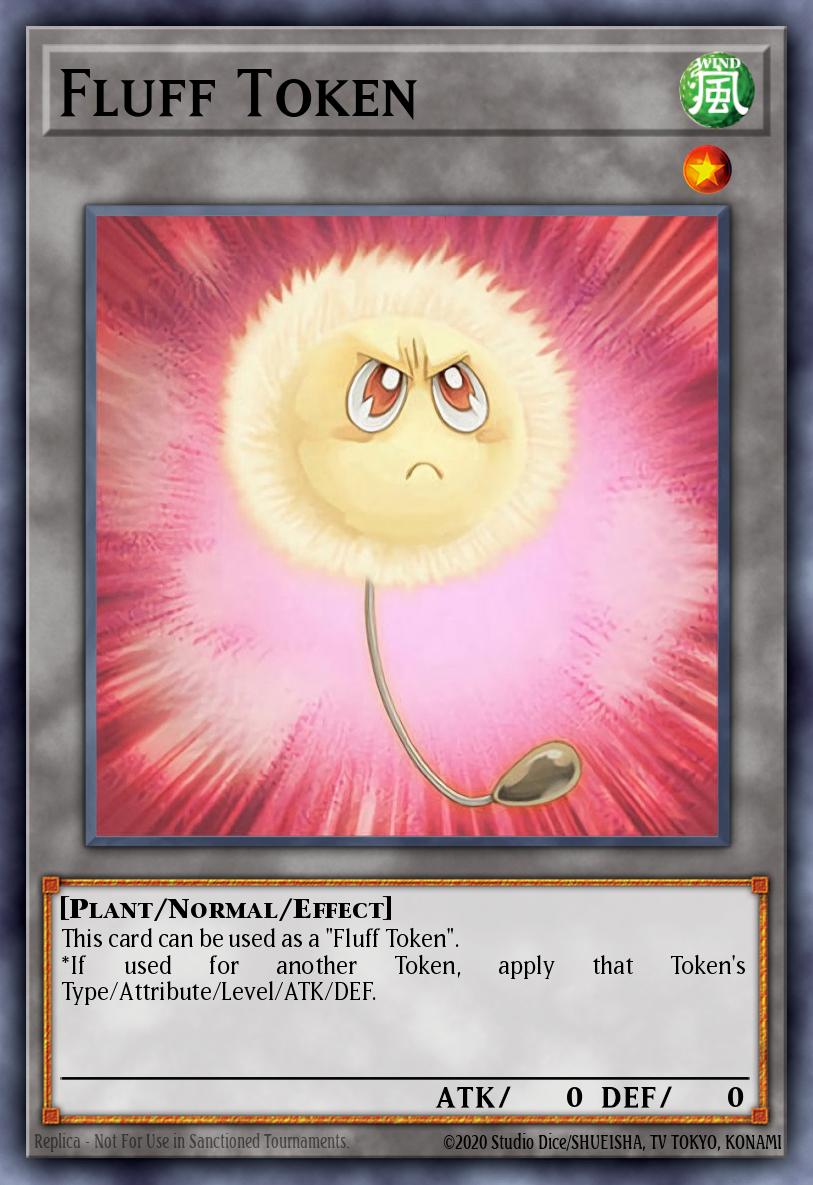 Fluff Token
WIND
風
[Plant/Normal/Effect]
This card can be used as a "Fluff Token".
*If used for another Token, apply that Token's
Type/Attribute/Level/ATK/DEF.
ATK/ 0 DEF/ 0
Replica - Not For Use in Sanctioned Tournaments. ©2020 Studio Dice/SHUEISHA, TV TOKYO, KONAMI